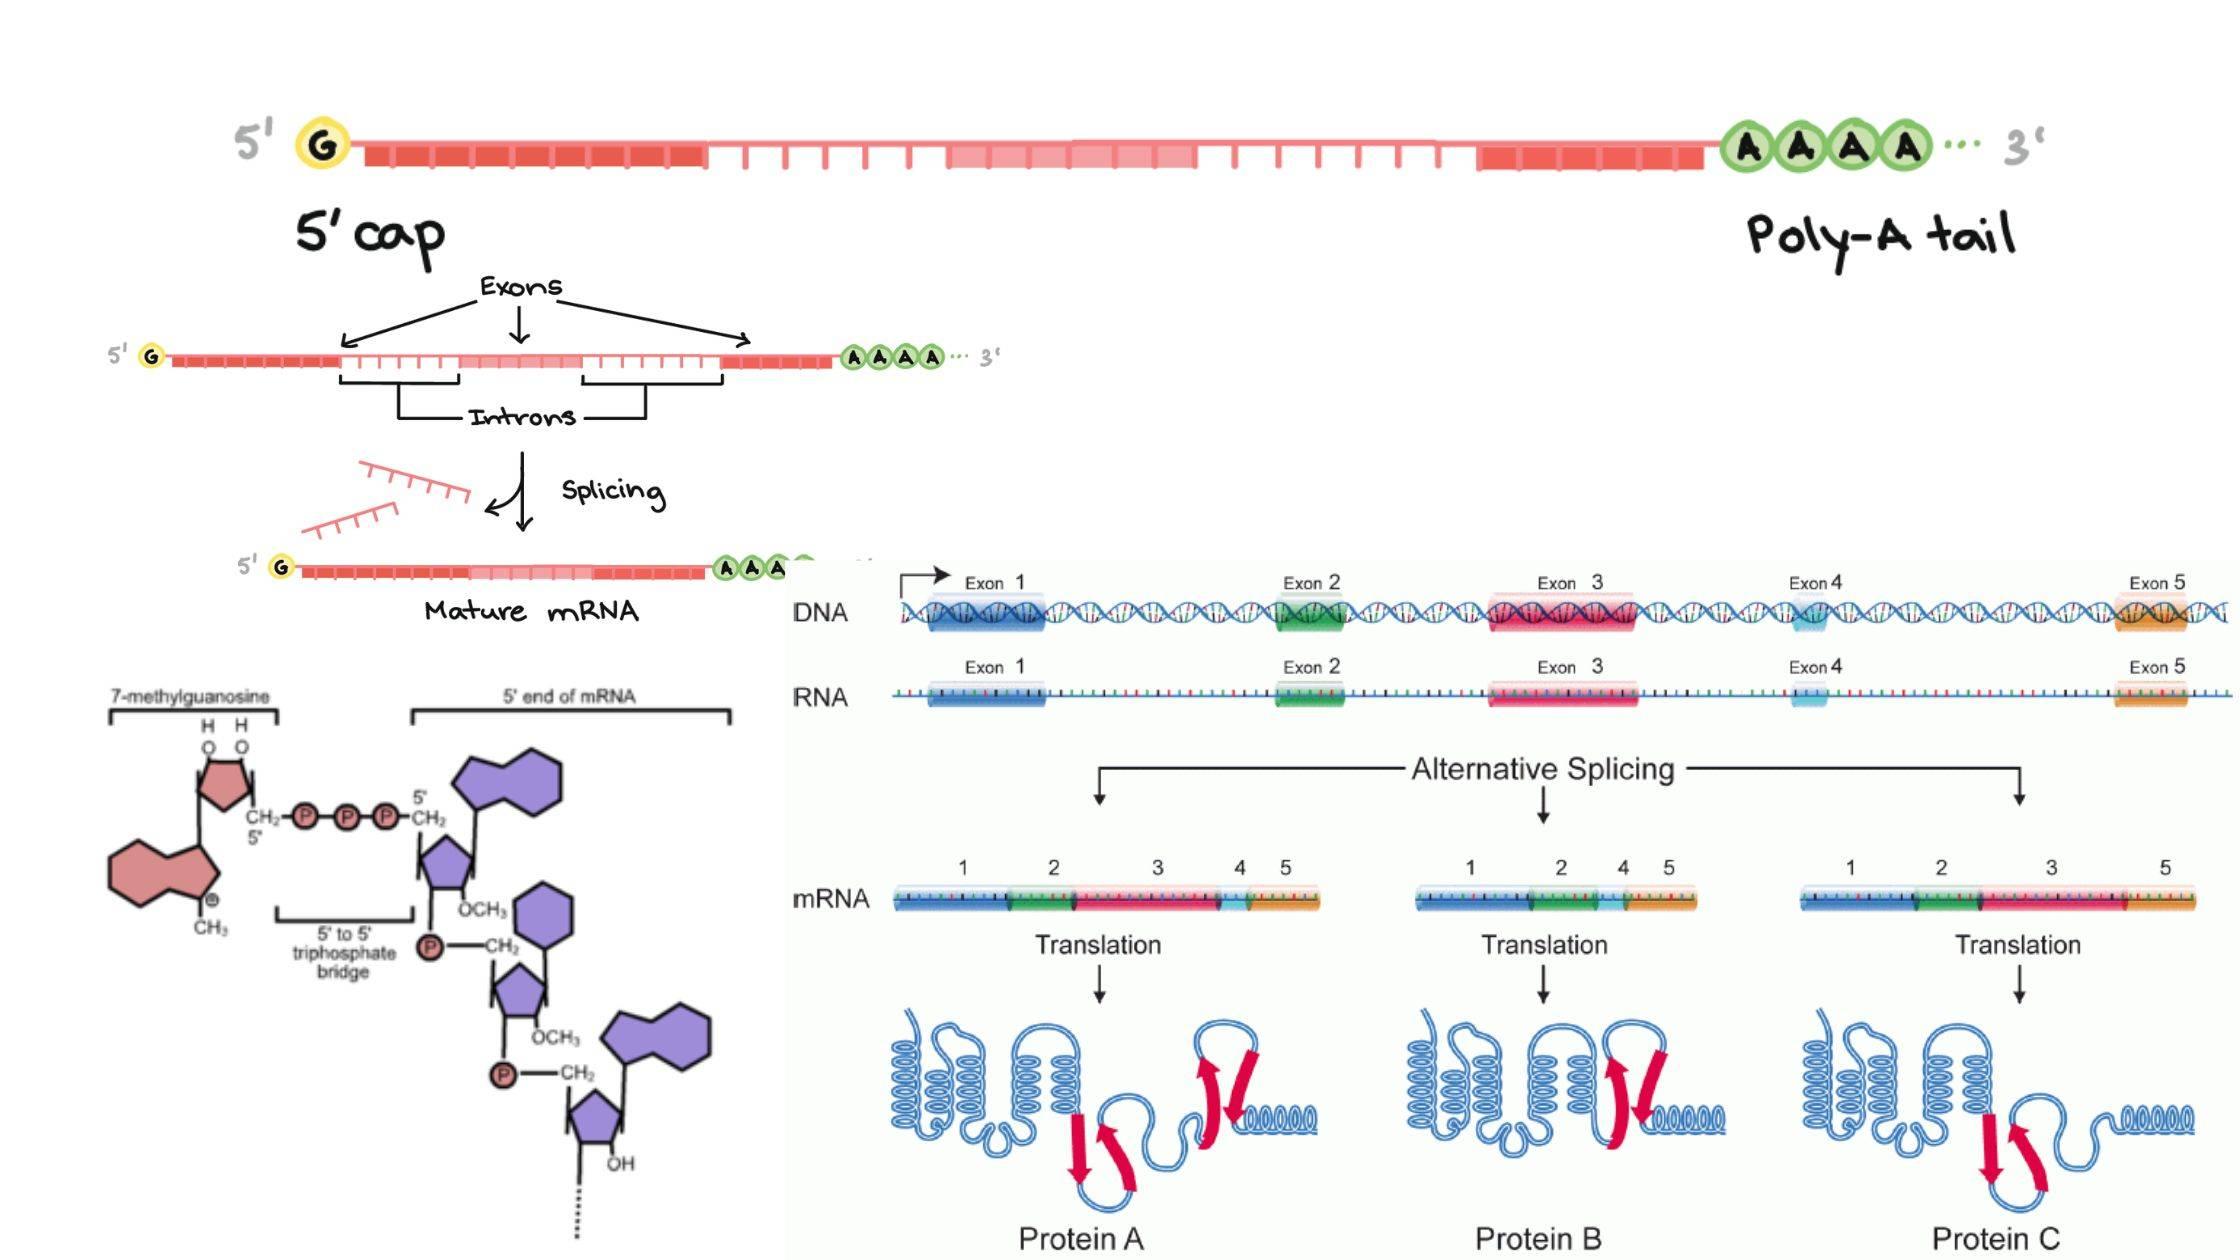 5' G A A A A ... 3'
5' cap
Poly-A tail
Exons
5' G A A A A ... 3'
Introns
Splicing
5' G A A A
Mature mRNA
7-methylguanosine
5' end of mRNA
H H
O O
CH₂ P P P CH₂
5'
5'
⊕
CH₃
5' to 5'
triphosphate
bridge
OCH₃
P CH₂
OCH₃
P CH₂
OH
Exon 1 Exon 2 Exon 3 Exon 4 Exon 5
DNA
Exon 1 Exon 2 Exon 3 Exon 4 Exon 5
RNA
Alternative Splicing
1 2 3 4 5 1 2 4 5 1 2 3 5
mRNA
Translation Translation Translation
Protein A Protein B Protein C